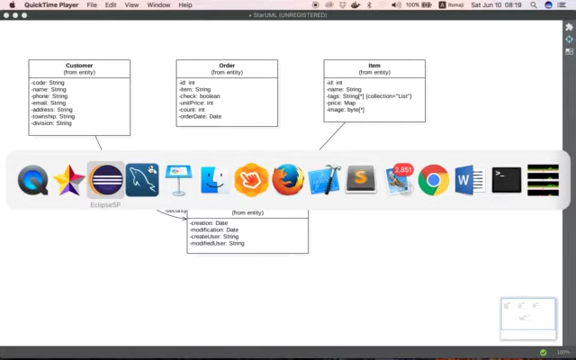 QuickTime Player File Edit View Window Help
100% Romaji Sat Jun 10 08:19
StarUML (UNREGISTERED)
Customer
(from entity)
-code: String
-name: String
-phone: String
-email: String
-address: String
-township: String
-division: String
Order
(from entity)
-id: int
-item: String
-check: boolean
-unitPrice: int
-count: int
-orderDate: Date
Item
(from entity)
-id: int
-name: String
-tags: String[*] {collection="List"}
-price: Map
-image: byte[*]
2,851
EclipseSP
(from entity)
-creation: Date
-modification: Date
-createUser: String
-modifiedUser: String
100%